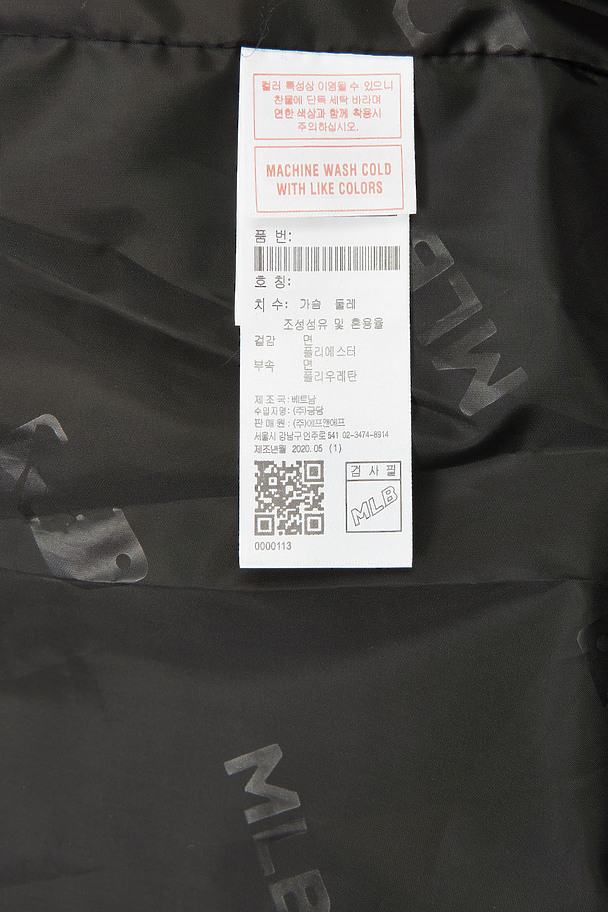 컬러 특성상 이염될 수 있으니
찬물에 단독 세탁 바라며
연한 색상과 함께 착용시
주의하십시오.
MACHINE WASH COLD
WITH LIKE COLORS
품 번:
호 칭:
치 수: 가슴 둘레
조성섬유 및 혼용율
겉감 면
폴리에스터
부속 면
폴리우레탄
제 조 국:베트남
수입자명:(주)금당
판 매 원 : (주)에프앤에프
서울시 강남구 언주로 541 02-3474-8914
제조년월 2020.05 (1)
검 사 필
MLB
0000113
MLB
MLB